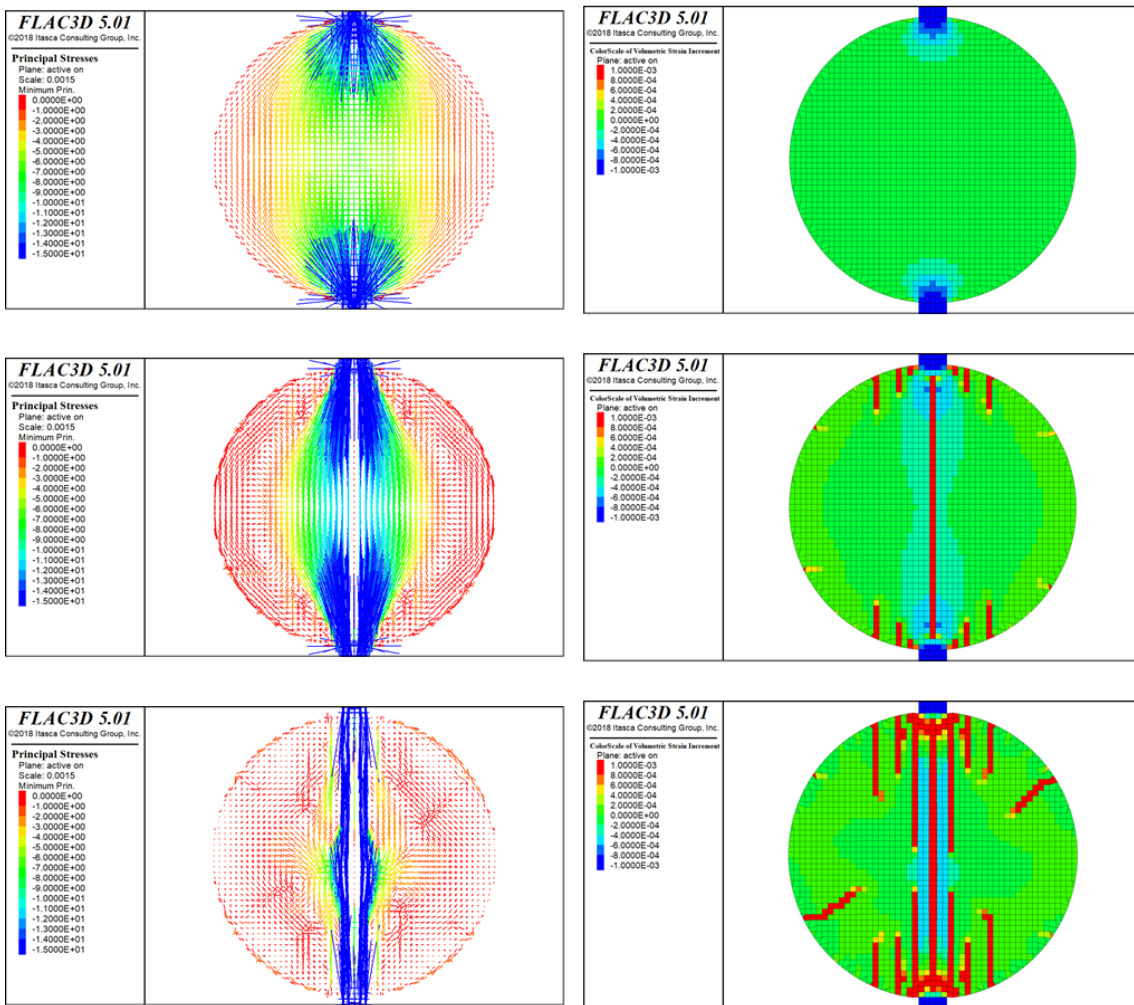 FLAC3D 5.01
©2018 Itasca Consulting Group, Inc.
Principal Stresses
Plane: active on
Scale: 0.0015
Minimum Prin.
0.0000E+00
-1.0000E+00
-2.0000E+00
-3.0000E+00
-4.0000E+00
-5.0000E+00
-6.0000E+00
-7.0000E+00
-8.0000E+00
-9.0000E+00
-1.0000E+01
-1.1000E+01
-1.2000E+01
-1.3000E+01
-1.4000E+01
-1.5000E+01
FLAC3D 5.01
©2018 Itasca Consulting Group, Inc.
ColorScale of Volumetric Strain Increment
Plane: active on
1.0000E-03
8.0000E-04
6.0000E-04
4.0000E-04
2.0000E-04
0.0000E+00
-2.0000E-04
-4.0000E-04
-6.0000E-04
-8.0000E-04
-1.0000E-03
FLAC3D 5.01
©2018 Itasca Consulting Group, Inc.
Principal Stresses
Plane: active on
Scale: 0.0015
Minimum Prin.
0.0000E+00
-1.0000E+00
-2.0000E+00
-3.0000E+00
-4.0000E+00
-5.0000E+00
-6.0000E+00
-7.0000E+00
-8.0000E+00
-9.0000E+00
-1.0000E+01
-1.1000E+01
-1.2000E+01
-1.3000E+01
-1.4000E+01
-1.5000E+01
FLAC3D 5.01
©2018 Itasca Consulting Group, Inc.
ColorScale of Volumetric Strain Increment
Plane: active on
1.0000E-03
8.0000E-04
6.0000E-04
4.0000E-04
2.0000E-04
0.0000E+00
-2.0000E-04
-4.0000E-04
-6.0000E-04
-8.0000E-04
-1.0000E-03
FLAC3D 5.01
©2018 Itasca Consulting Group, Inc.
Principal Stresses
Plane: active on
Scale: 0.0015
Minimum Prin.
0.0000E+00
-1.0000E+00
-2.0000E+00
-3.0000E+00
-4.0000E+00
-5.0000E+00
-6.0000E+00
-7.0000E+00
-8.0000E+00
-9.0000E+00
-1.0000E+01
-1.1000E+01
-1.2000E+01
-1.3000E+01
-1.4000E+01
-1.5000E+01
FLAC3D 5.01
©2018 Itasca Consulting Group, Inc.
ColorScale of Volumetric Strain Increment
Plane: active on
1.0000E-03
8.0000E-04
6.0000E-04
4.0000E-04
2.0000E-04
0.0000E+00
-2.0000E-04
-4.0000E-04
-6.0000E-04
-8.0000E-04
-1.0000E-03